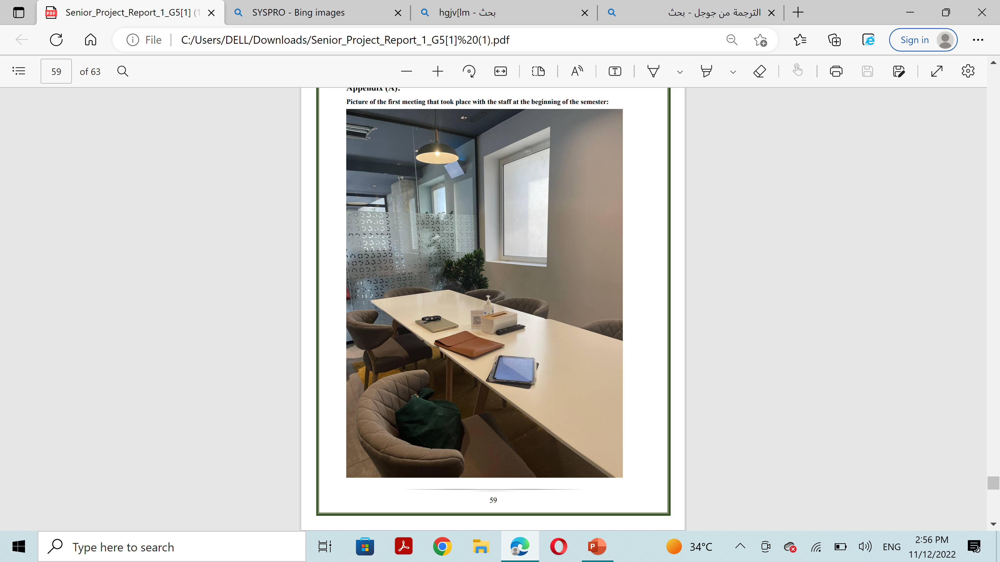 Senior_Project_Report_1_G5[1] (1
SYSPRO - Bing images
hgjv[lm - بحث
الترجمة من جوجل - بحث
File
C:/Users/DELL/Downloads/Senior_Project_Report_1_G5[1]%20(1).pdf
Sign in
59 of 63
Appendix (A):
Picture of the first meeting that took place with the staff at the beginning of the semester:
59
Type here to search
34°C
ENG
2:56 PM
11/12/2022